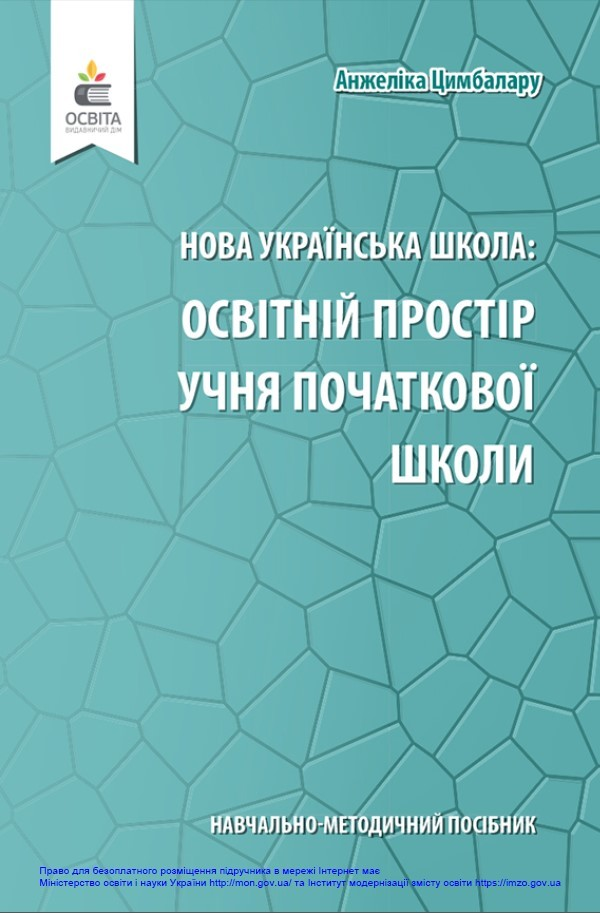 ОСВІТА
ВИДАВНИЧИЙ ДІМ
Анжеліка Цимбалару
НОВА УКРАЇНСЬКА ШКОЛА:
ОСВІТНІЙ ПРОСТІР
УЧНЯ ПОЧАТКОВОЇ
ШКОЛИ
НАВЧАЛЬНО-МЕТОДИЧНИЙ ПОСІБНИК
Право для безоплатного розміщення підручника в мережі Інтернет має
Міністерство освіти і науки України http://mon.gov.ua/ та Інститут модернізації змісту освіти https://imzo.gov.ua